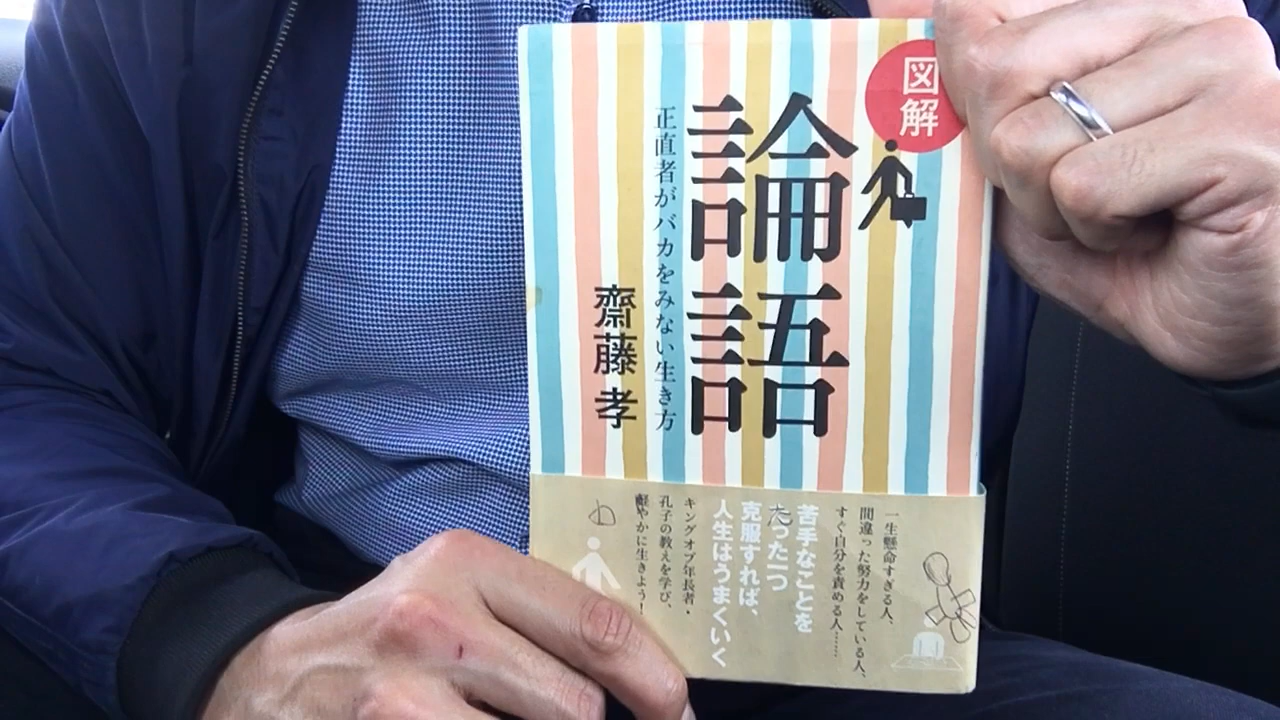 図解
論語
正直者がバカをみない生き方
齋藤 孝
一生懸命すぎる人、
間違った努力をしている人、
すぐ自分を責める人……
苦手なことを
たった一つ
克服すれば、
人生はうまくいく
キングオブ年長者・
孔子の教えを学び、
軽やかに生きよう!